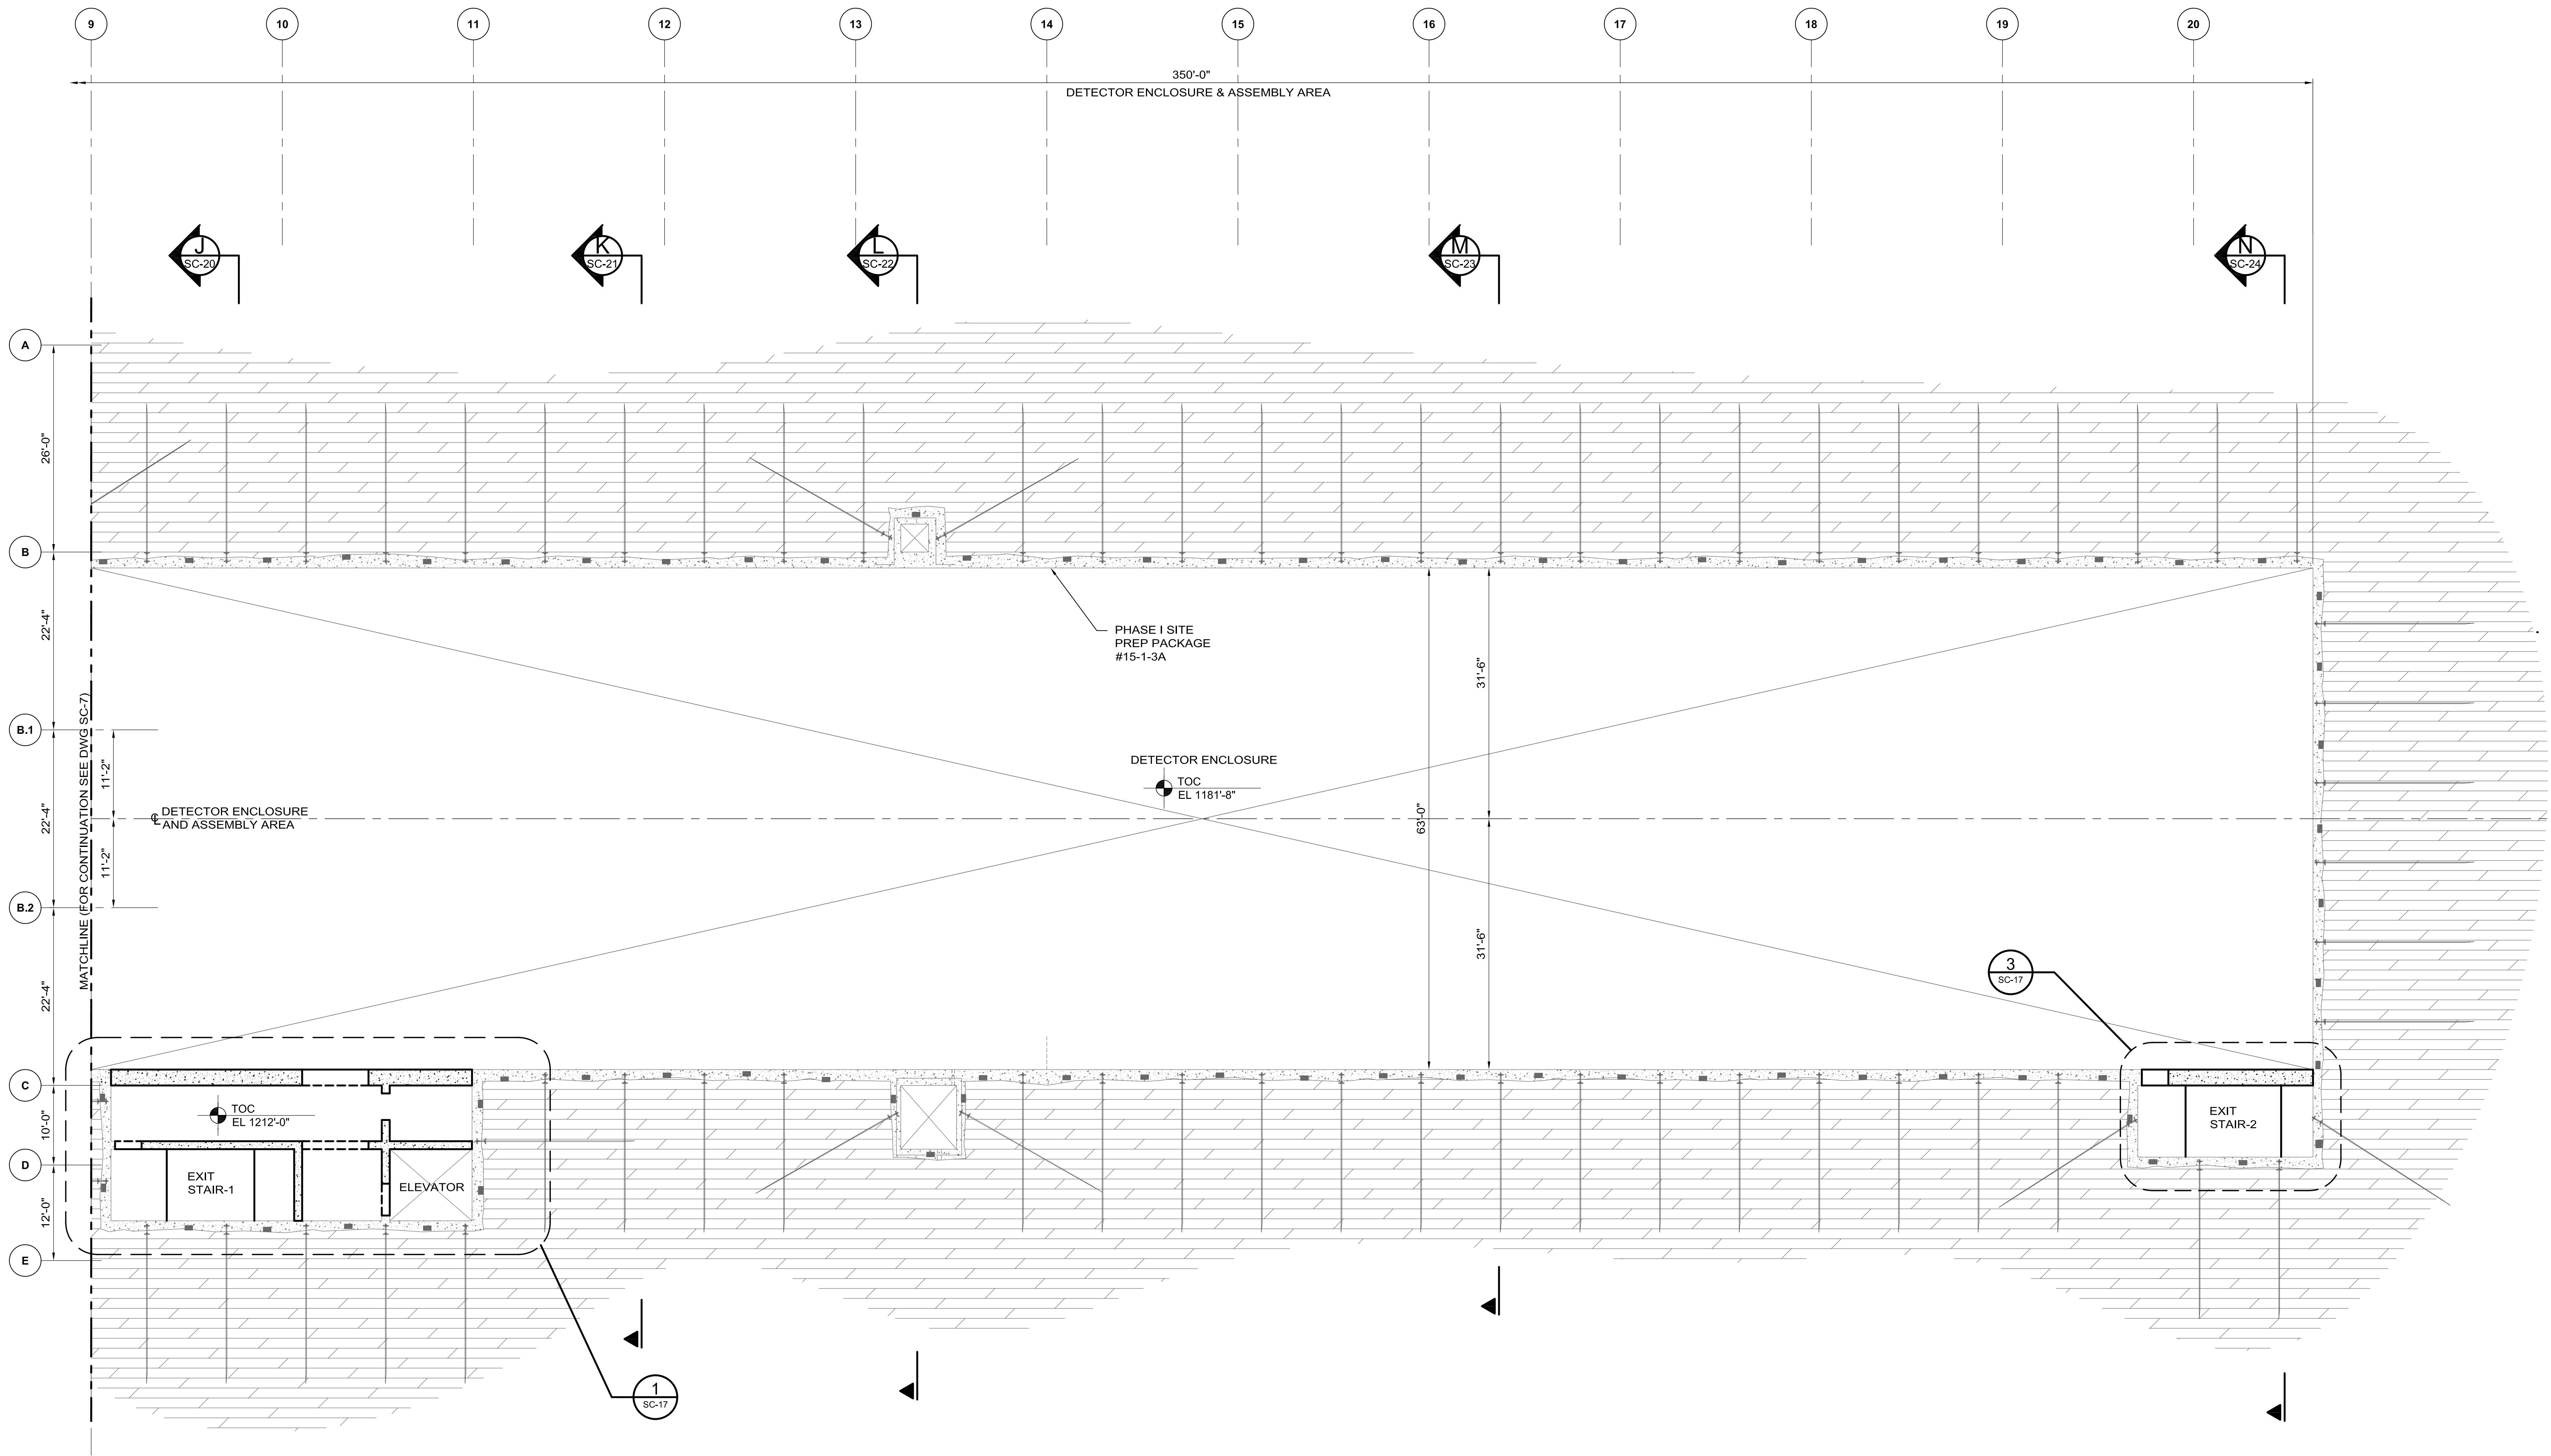 9 10 11 12 13 14 15 16 17 18 19 20
350'-0"
DETECTOR ENCLOSURE & ASSEMBLY AREA
J
SC-20
K
SC-21
L
SC-22
M
SC-23
N
SC-24
A
26'-0"
B
22'-4"
PHASE I SITE
PREP PACKAGE
#15-1-3A
31'-6"
B.1
11'-2"
DETECTOR ENCLOSURE
TOC
EL 1181'-8"
MATCHLINE (FOR CONTINUATION SEE DWG SC-7)
22'-4"
DETECTOR ENCLOSURE
AND ASSEMBLY AREA
63'-0"
11'-2"
B.2
22'-4"
31'-6"
3
SC-17
C
10'-0"
TOC
EL 1212'-0"
EXIT
STAIR-2
D
EXIT
STAIR-1
ELEVATOR
12'-0"
E
1
SC-17